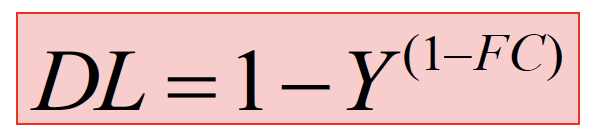 DL = 1 − Y^{(1−FC)}